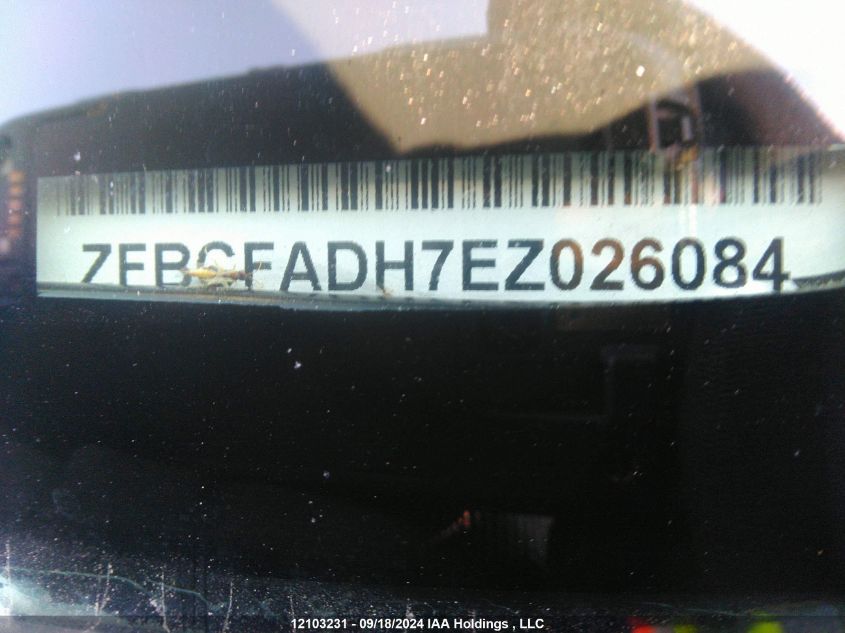 ZFBCFADH7EZ026084
12103231 - 09/18/2024 IAA Holdings , LLC